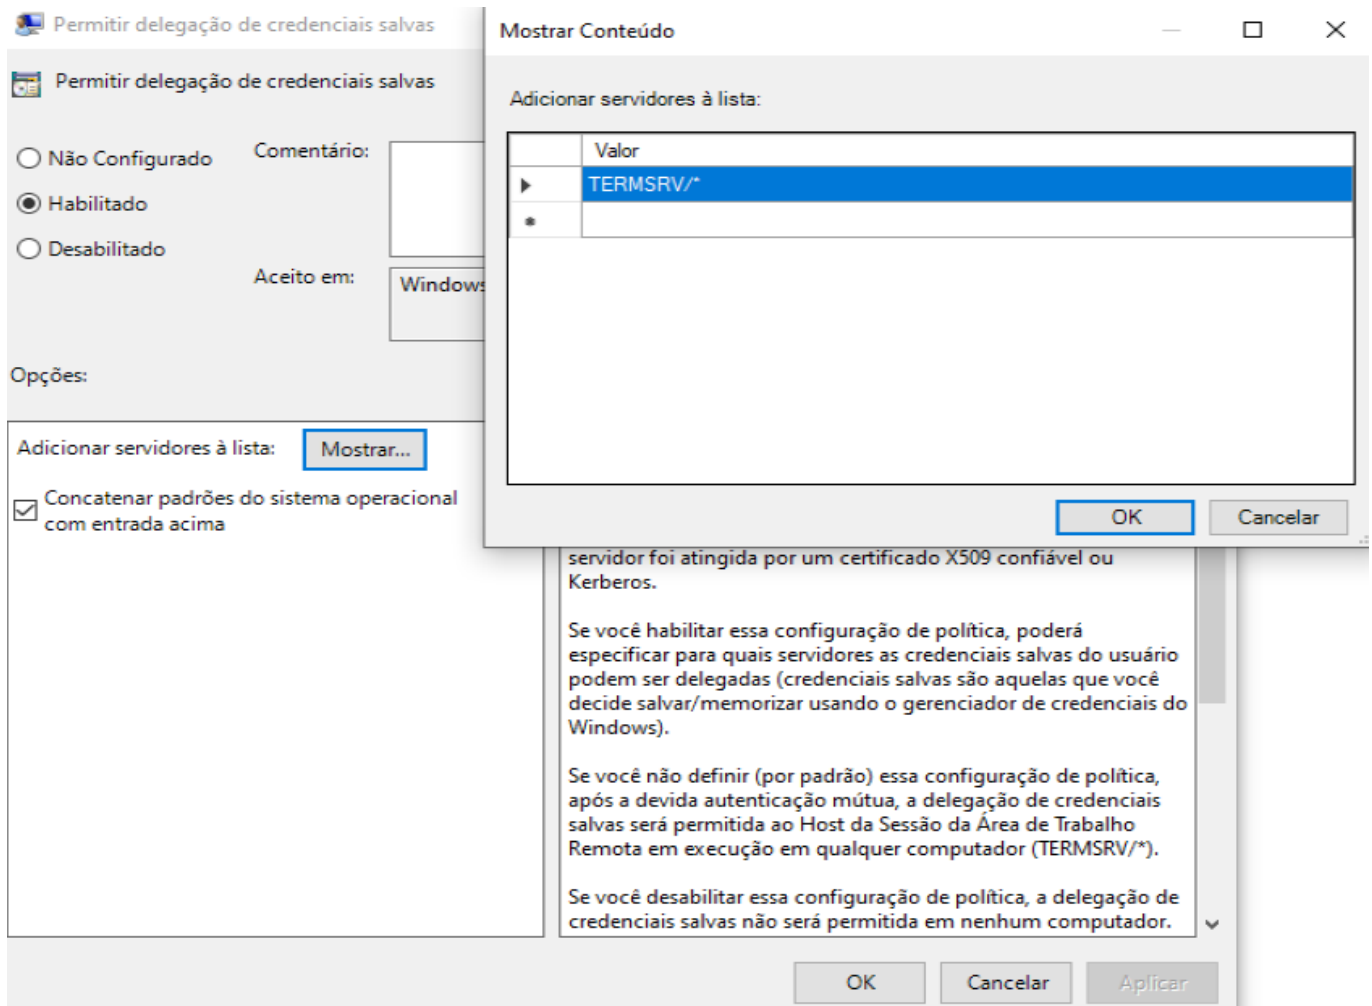 Permitir delegação de credenciais salvas
Permitir delegação de credenciais salvas
Não Configurado
Habilitado
Desabilitado
Comentário:
Aceito em:
Windows
Opções:
Adicionar servidores à lista:
Mostrar...
Concatenar padrões do sistema operacional
com entrada acima
Mostrar Conteúdo
Adicionar servidores à lista:
Valor
TERMSRV/*
OK
Cancelar
servidor foi atingida por um certificado X509 confiável ou
Kerberos.
Se você habilitar essa configuração de política, poderá
especificar para quais servidores as credenciais salvas do usuário
podem ser delegadas (credenciais salvas são aquelas que você
decide salvar/memorizar usando o gerenciador de credenciais do
Windows).
Se você não definir (por padrão) essa configuração de política,
após a devida autenticação mútua, a delegação de credenciais
salvas será permitida ao Host da Sessão da Área de Trabalho
Remota em execução em qualquer computador (TERMSRV/*).
Se você desabilitar essa configuração de política, a delegação de
credenciais salvas não será permitida em nenhum computador.
OK
Cancelar
Aplicar